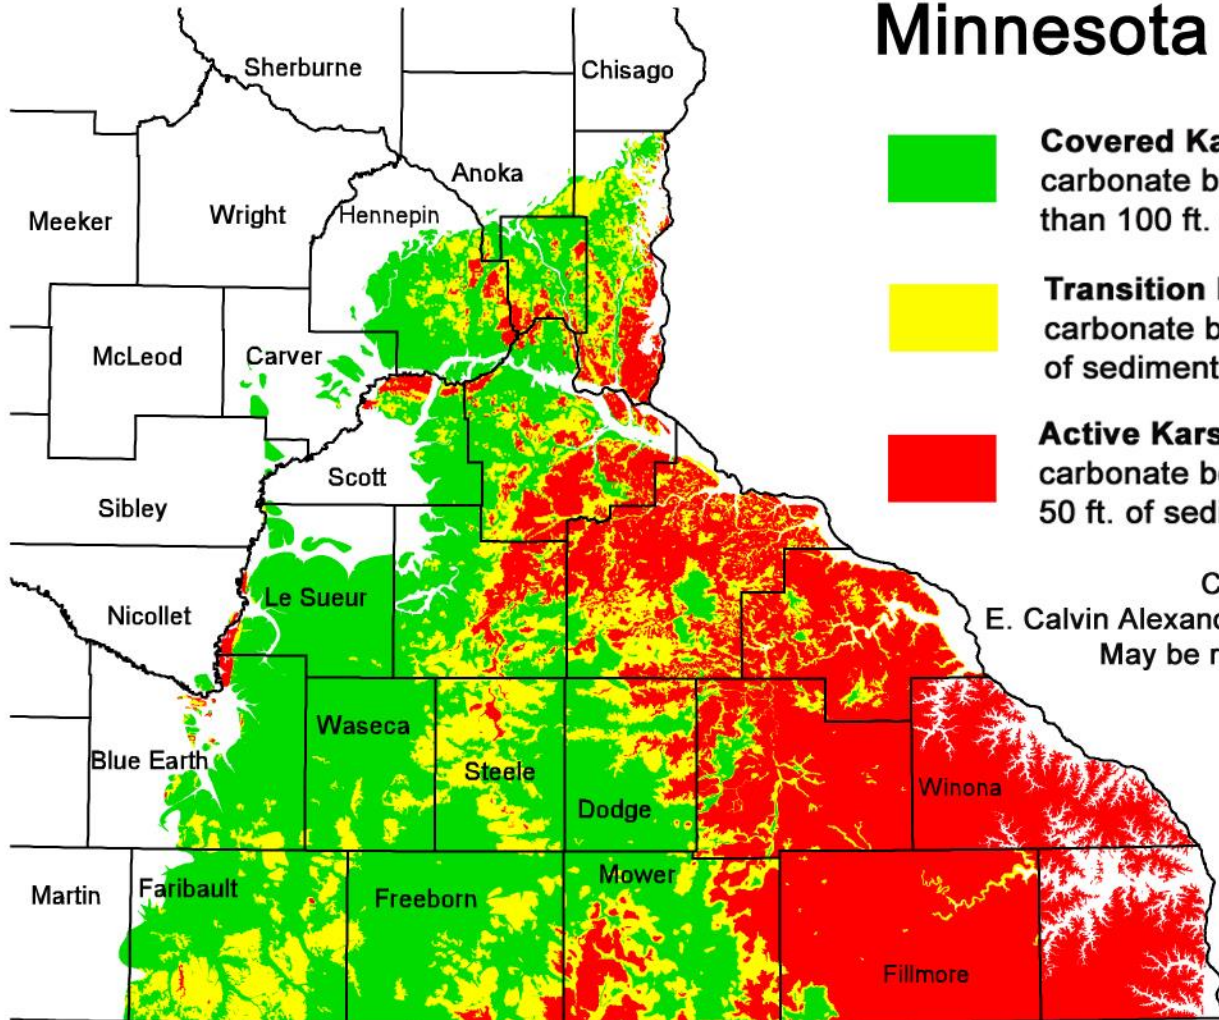 Minnesota
Sherburne
Chisago
Anoka
Meeker
Wright
Hennepin
McLeod
Carver
Scott
Sibley
Nicollet
Le Sueur
Waseca
Blue Earth
Steele
Dodge
Winona
Martin
Faribault
Freeborn
Mower
Fillmore
Covered Ka
carbonate b
than 100 ft.
Transition
carbonate b
of sediment
Active Kars
carbonate b
50 ft. of sed
C
E. Calvin Alexand
May be r